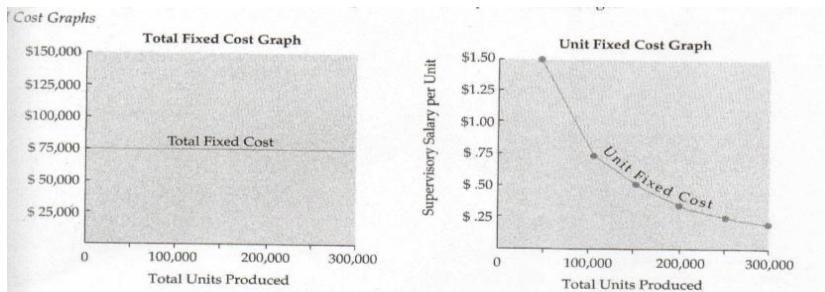 Cost Graphs
Total Fixed Cost Graph
$150,000
$125,000
$100,000
$ 75,000
$ 50,000
$ 25,000
Total Fixed Cost
0
100,000
200,000
300,000
Total Units Produced
Unit Fixed Cost Graph
Supervisory Salary per Unit
$1.50
$1.25
$1.00
$ .75
$ .50
$ .25
Unit Fixed Cost
0
100,000
200,000
300,000
Total Units Produced